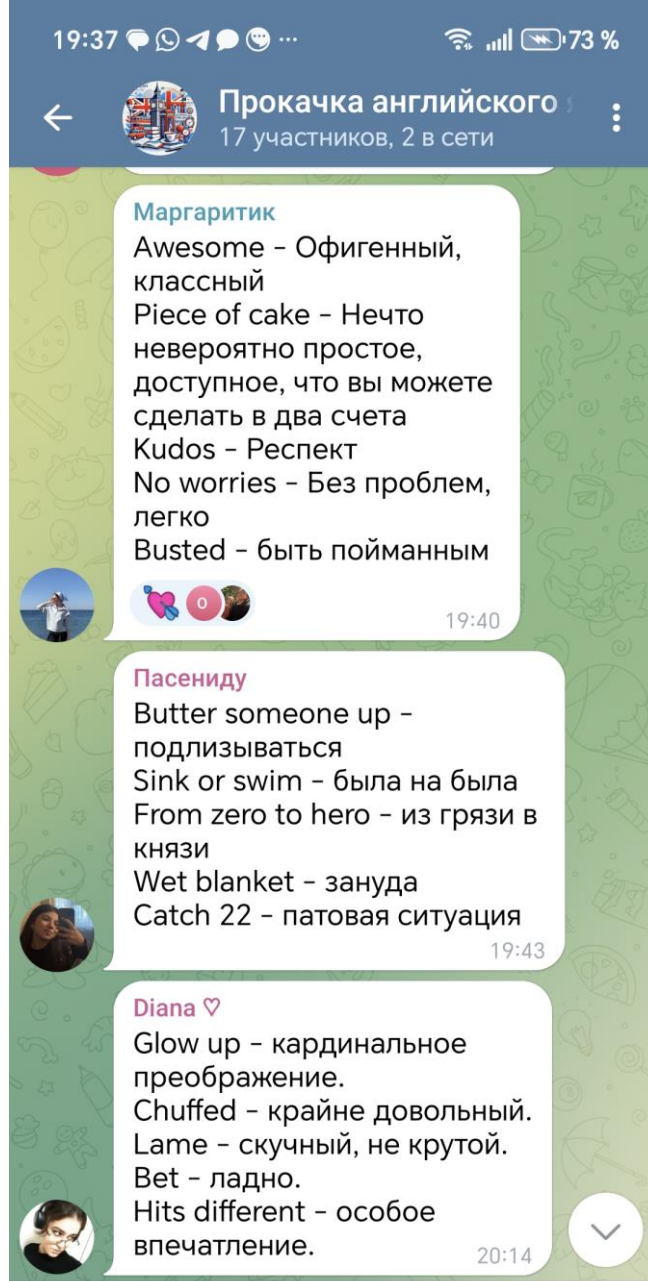 19:37 ... 73 %
Прокачка английского
17 участников, 2 в сети
Маргаритик
Awesome – Офигенный,
классный
Piece of cake – Нечто
невероятно простое,
доступное, что вы можете
сделать в два счета
Kudos – Респект
No worries – Без проблем,
легко
Busted – быть пойманным
О
19:40
Пасениду
Butter someone up –
подлизываться
Sink or swim – была на была
From zero to hero – из грязи в
князи
Wet blanket – зануда
Catch 22 – патовая ситуация
19:43
Diana ♡
Glow up – кардинальное
преображение.
Chuffed – крайне довольный.
Lame – скучный, не крутой.
Bet – ладно.
Hits different – особое
впечатление.
20:14